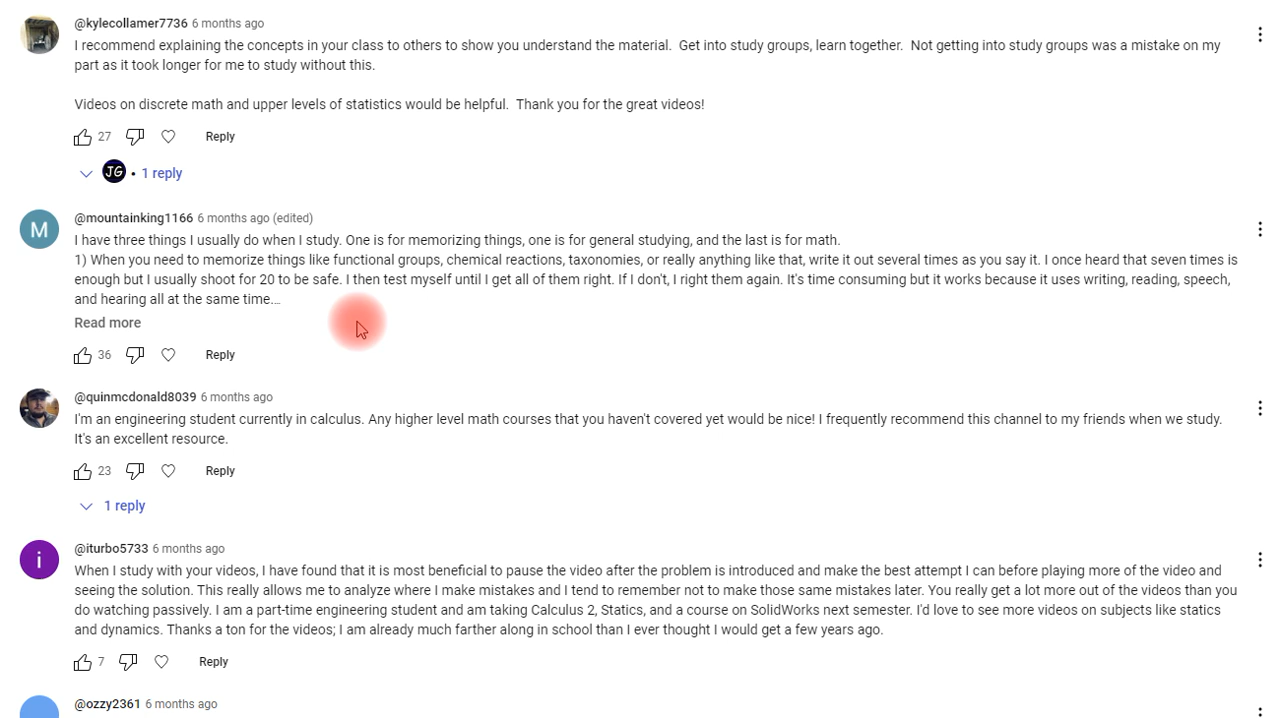 @kylecollamer7736 6 months ago
I recommend explaining the concepts in your class to others to show you understand the material.  Get into study groups, learn together.  Not getting into study groups was a mistake on my
part as it took longer for me to study without this.
Videos on discrete math and upper levels of statistics would be helpful.  Thank you for the great videos!
27 Reply
JG • 1 reply
M
@mountainking1166 6 months ago (edited)
I have three things I usually do when I study. One is for memorizing things, one is for general studying, and the last is for math.
1) When you need to memorize things like functional groups, chemical reactions, taxonomies, or really anything like that, write it out several times as you say it. I once heard that seven times is
enough but I usually shoot for 20 to be safe. I then test myself until I get all of them right. If I don't, I right them again. It's time consuming but it works because it uses writing, reading, speech,
and hearing all at the same time...
Read more
36 Reply
@quinmcdonald8039 6 months ago
I'm an engineering student currently in calculus. Any higher level math courses that you haven't covered yet would be nice! I frequently recommend this channel to my friends when we study.
It's an excellent resource.
23 Reply
1 reply
i
@iturbo5733 6 months ago
When I study with your videos, I have found that it is most beneficial to pause the video after the problem is introduced and make the best attempt I can before playing more of the video and
seeing the solution. This really allows me to analyze where I make mistakes and I tend to remember not to make those same mistakes later. You really get a lot more out of the videos than you
do watching passively. I am a part-time engineering student and am taking Calculus 2, Statics, and a course on SolidWorks next semester. I'd love to see more videos on subjects like statics
and dynamics. Thanks a ton for the videos; I am already much farther along in school than I ever thought I would get a few years ago.
7 Reply
@ozzy2361 6 months ago